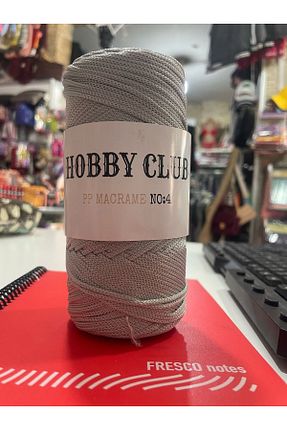 HOBBY CLUB
PP MACRAME NO:4
FRESCO notes